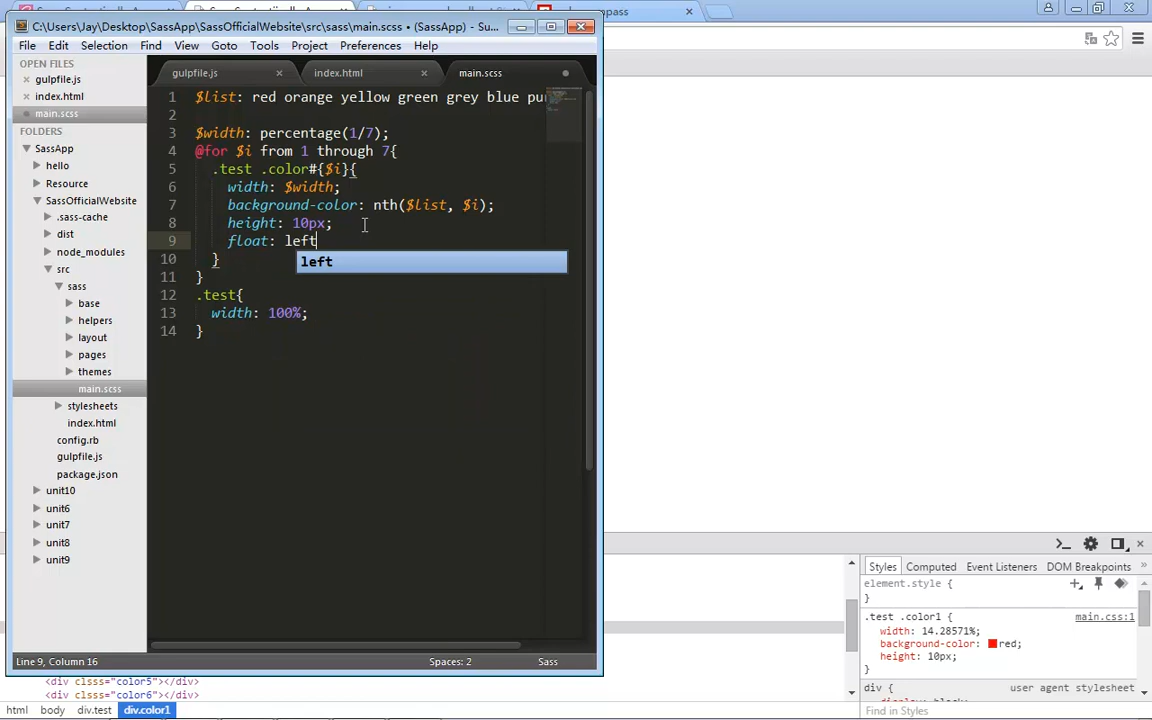 C:\Users\Jay\Desktop\SassApp\SassOfficialWebsite\src\sass\main.scss • (SassApp) - Su...
File Edit Selection Find View Goto Tools Project Preferences Help
OPEN FILES
gulpfile.js
index.html
main.scss
FOLDERS
SassApp
hello
Resource
SassOfficialWebsite
.sass-cache
dist
node_modules
src
sass
base
helpers
layout
pages
themes
main.scss
stylesheets
index.html
config.rb
gulpfile.js
package.json
unit10
unit6
unit7
unit8
unit9
gulpfile.js index.html main.scss
1 $list: red orange yellow green grey blue pu
2
3 $width: percentage(1/7);
4 @for $i from 1 through 7{
5 .test .color#{$i}{
6 width: $width;
7 background-color: nth($list, $i);
8 height: 10px;
9 float: left
10 }
11 }
12 .test{
13 width: 100%;
14 }
left
Line 9, Column 16 Spaces: 2 Sass
<div clsss="color5"></div>
<div clsss="color6"></div>
html body div.test div.color1
Styles Computed Event Listeners DOM Breakpoints
element.style {
}
.test .color1 { main.css:1
width: 14.28571%;
background-color: red;
height: 10px;
}
div { user agent stylesheet
Find in Styles